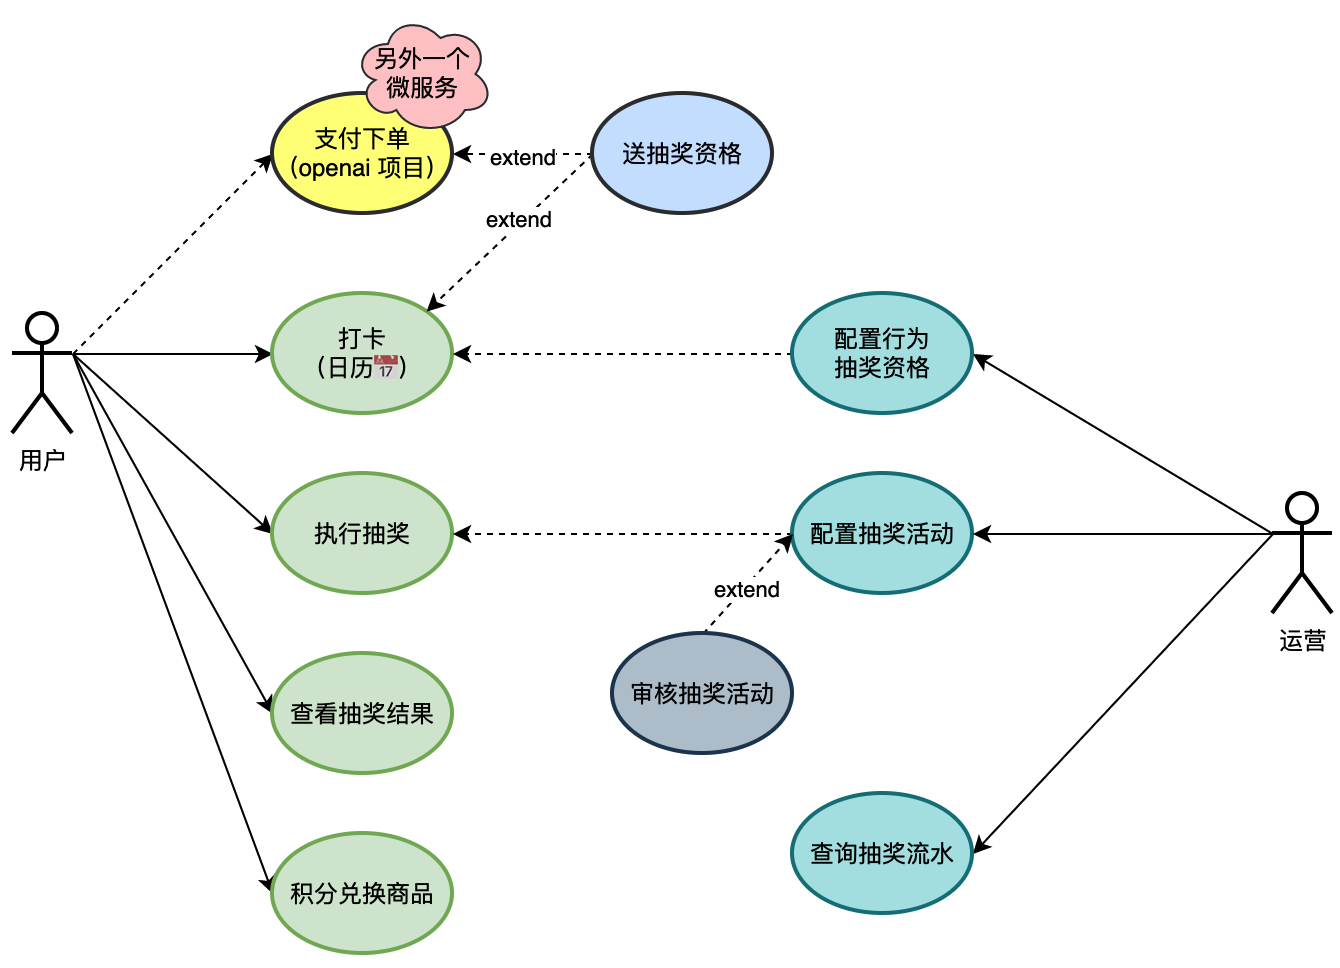 另外一个
微服务
支付下单
（openai 项目）
extend
送抽奖资格
extend
打卡
（日历📅）
配置行为
抽奖资格
用户
执行抽奖
配置抽奖活动
extend
运营
审核抽奖活动
查看抽奖结果
查询抽奖流水
积分兑换商品